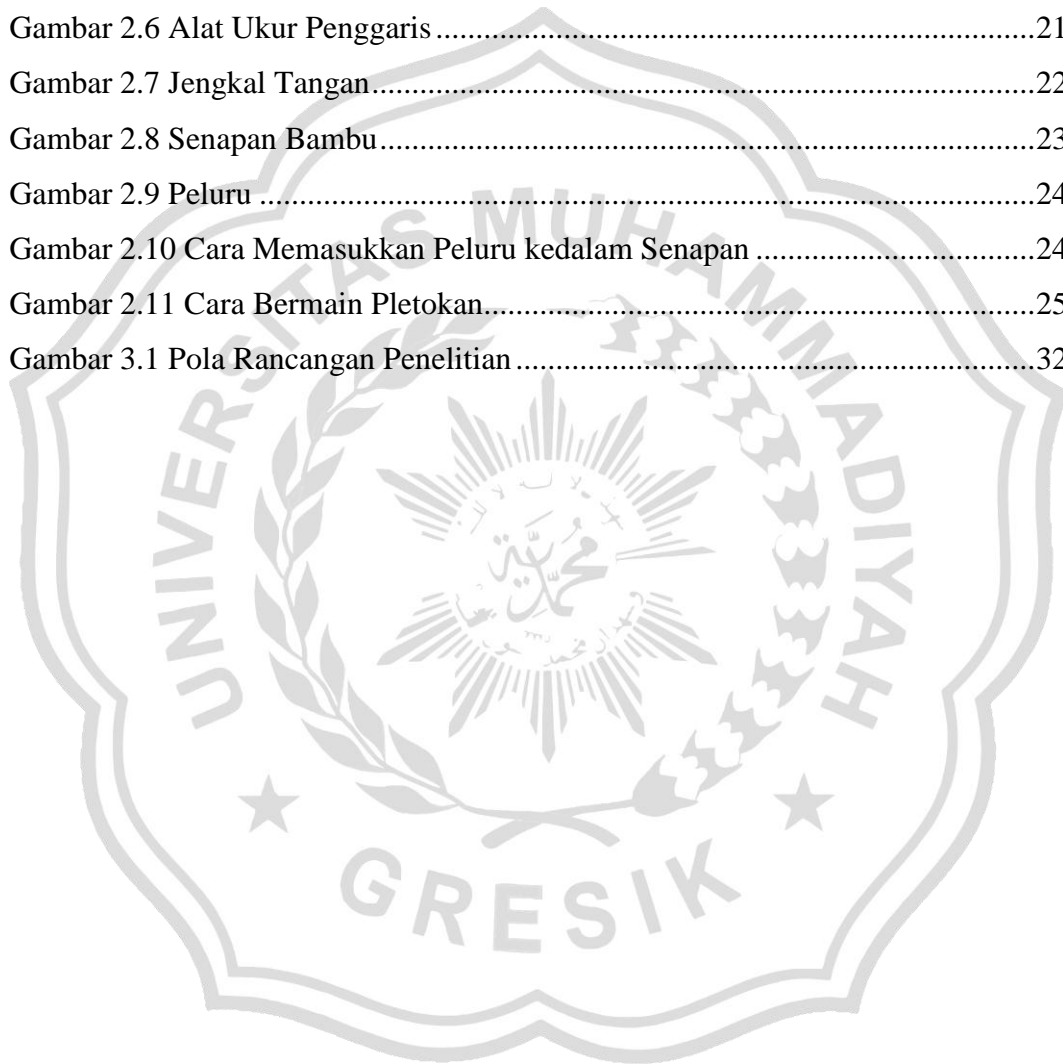 Gambar 2.6 Alat Ukur Penggaris.......................................................................21
Gambar 2.7 Jengkal Tangan..............................................................................22
Gambar 2.8 Senapan Bambu.............................................................................23
Gambar 2.9 Peluru ............................................................................................24
Gambar 2.10 Cara Memasukkan Peluru kedalam Senapan .................................24
Gambar 2.11 Cara Bermain Pletokan.................................................................25
Gambar 3.1 Pola Rancangan Penelitian .............................................................32
UNIVERSITAS MUHAMMADIYAH
GRESIK